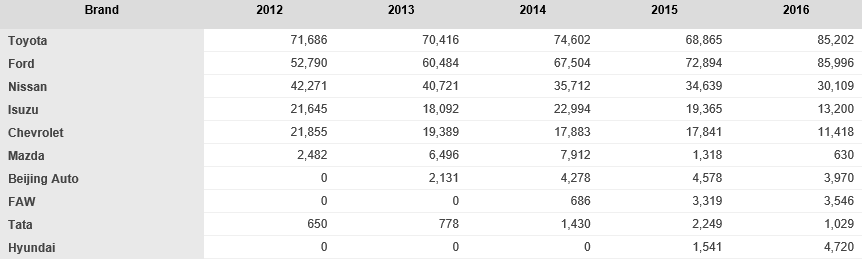 Brand 2012 2013 2014 2015 2016
Toyota 71,686 70,416 74,602 68,865 85,202
Ford 52,790 60,484 67,504 72,894 85,996
Nissan 42,271 40,721 35,712 34,639 30,109
Isuzu 21,645 18,092 22,994 19,365 13,200
Chevrolet 21,855 19,389 17,883 17,841 11,418
Mazda 2,482 6,496 7,912 1,318 630
Beijing Auto 0 2,131 4,278 4,578 3,970
FAW 0 0 686 3,319 3,546
Tata 650 778 1,430 2,249 1,029
Hyundai 0 0 0 1,541 4,720